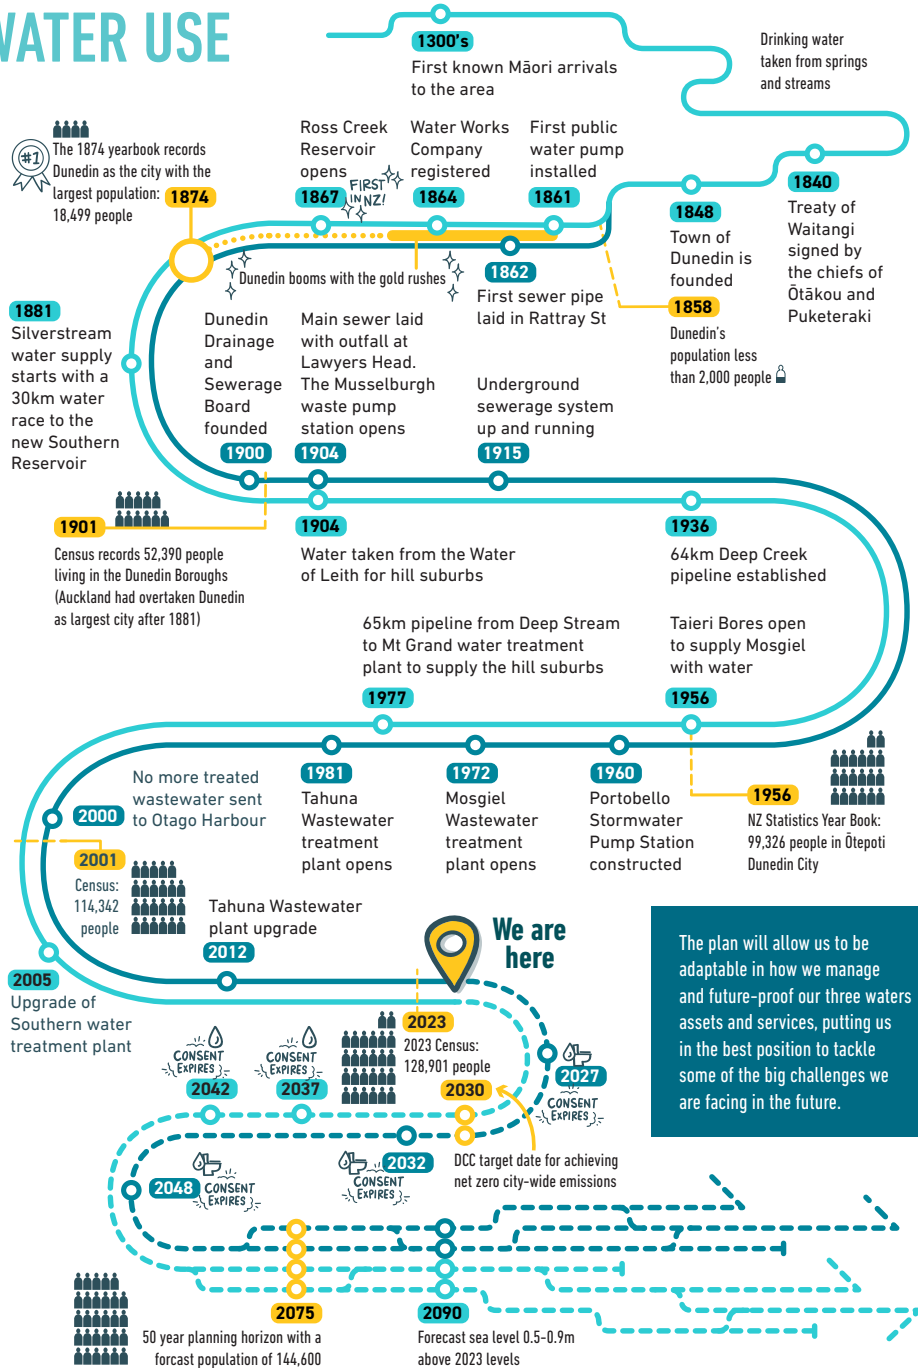 WATER USE
1300's
First known Māori arrivals
to the area
Drinking water
taken from springs
and streams
#1
The 1874 yearbook records
Dunedin as the city with the
largest population:
18,499 people
1874
Ross Creek
Reservoir
opens
1867
FIRST
IN NZ!
Water Works
Company
registered
1864
First public
water pump
installed
1861
1848
Town of
Dunedin is
founded
1840
Treaty of
Waitangi
signed by
the chiefs of
Ōtākou and
Puketeraki
Dunedin booms with the gold rushes
1862
First sewer pipe
laid in Rattray St
1858
Dunedin's
population less
than 2,000 people
1881
Silverstream
water supply
starts with a
30km water
race to the
new Southern
Reservoir
Dunedin
Drainage
and
Sewerage
Board
founded
1900
Main sewer laid
with outfall at
Lawyers Head.
The Musselburgh
waste pump
station opens
1904
Underground
sewerage system
up and running
1915
1901
Census records 52,390 people
living in the Dunedin Boroughs
(Auckland had overtaken Dunedin
as largest city after 1881)
1904
Water taken from the Water
of Leith for hill suburbs
1936
64km Deep Creek
pipeline established
65km pipeline from Deep Stream
to Mt Grand water treatment
plant to supply the hill suburbs
1977
Taieri Bores open
to supply Mosgiel
with water
1956
1981
Tahuna
Wastewater
treatment
plant opens
1972
Mosgiel
Wastewater
treatment
plant opens
1960
Portobello
Stormwater
Pump Station
constructed
1956
NZ Statistics Year Book:
99,326 people in Ōtepoti
Dunedin City
2000
No more treated
wastewater sent
to Otago Harbour
2001
Census:
114,342
people
Tahuna Wastewater
plant upgrade
2012
2005
Upgrade of
Southern water
treatment plant
We are
here
The plan will allow us to be
adaptable in how we manage
and future-proof our three waters
assets and services, putting us
in the best position to tackle
some of the big challenges we
are facing in the future.
2023
2023 Census:
128,901 people
2027
CONSENT
EXPIRES
2030
DCC target date for achieving
net zero city-wide emissions
CONSENT
EXPIRES
2037
CONSENT
EXPIRES
2042
2032
CONSENT
EXPIRES
2048
CONSENT
EXPIRES
2075
50 year planning horizon with a
forcast population of 144,600
2090
Forecast sea level 0.5-0.9m
above 2023 levels